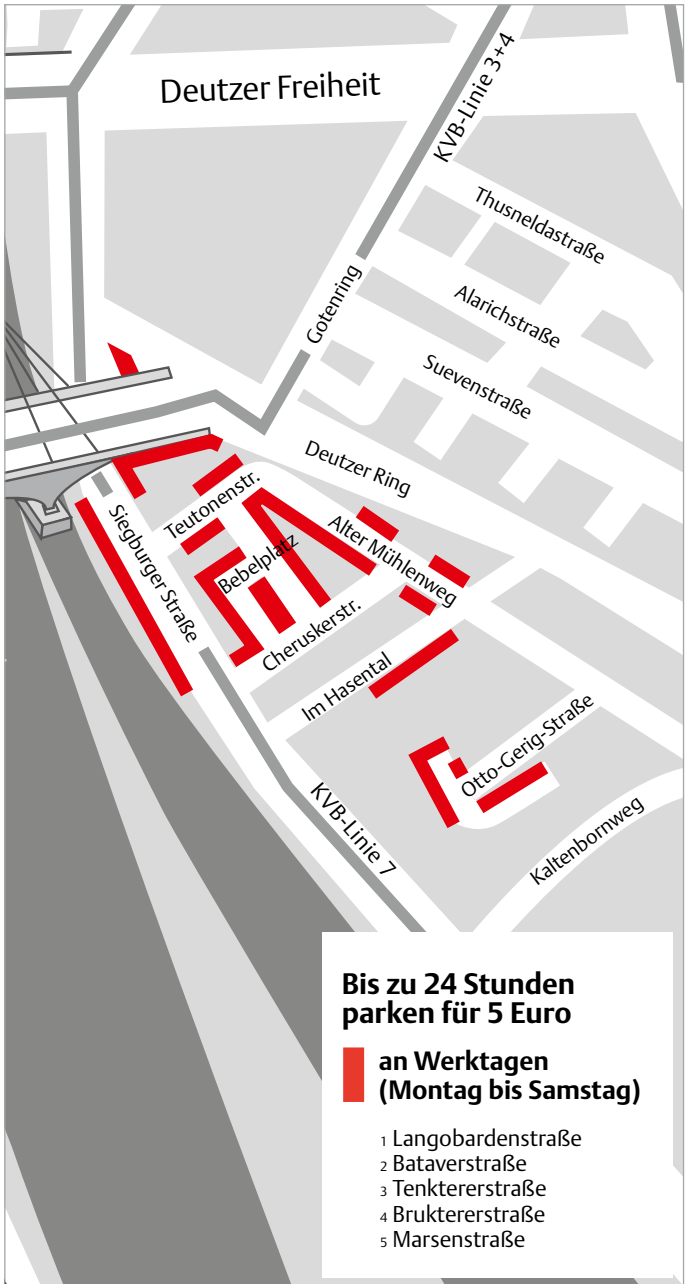 Deutzer Freiheit
KVB-Linie 3+4
Thusneldastraße
Gotenring
Alarichstraße
Suevenstraße
Deutzer Ring
Teutonenstr.
Siegburger Straße
Alter Mühlenweg
Bebelplatz
Cheruskerstr.
Im Hasental
Otto-Gerig-Straße
KVB-Linie 7
Kaltenbornweg
Bis zu 24 Stunden
parken für 5 Euro
an Werktagen
(Montag bis Samstag)
1 Langobardenstraße
2 Bataverstraße
3 Tenktererstraße
4 Bruktererstraße
5 Marsenstraße